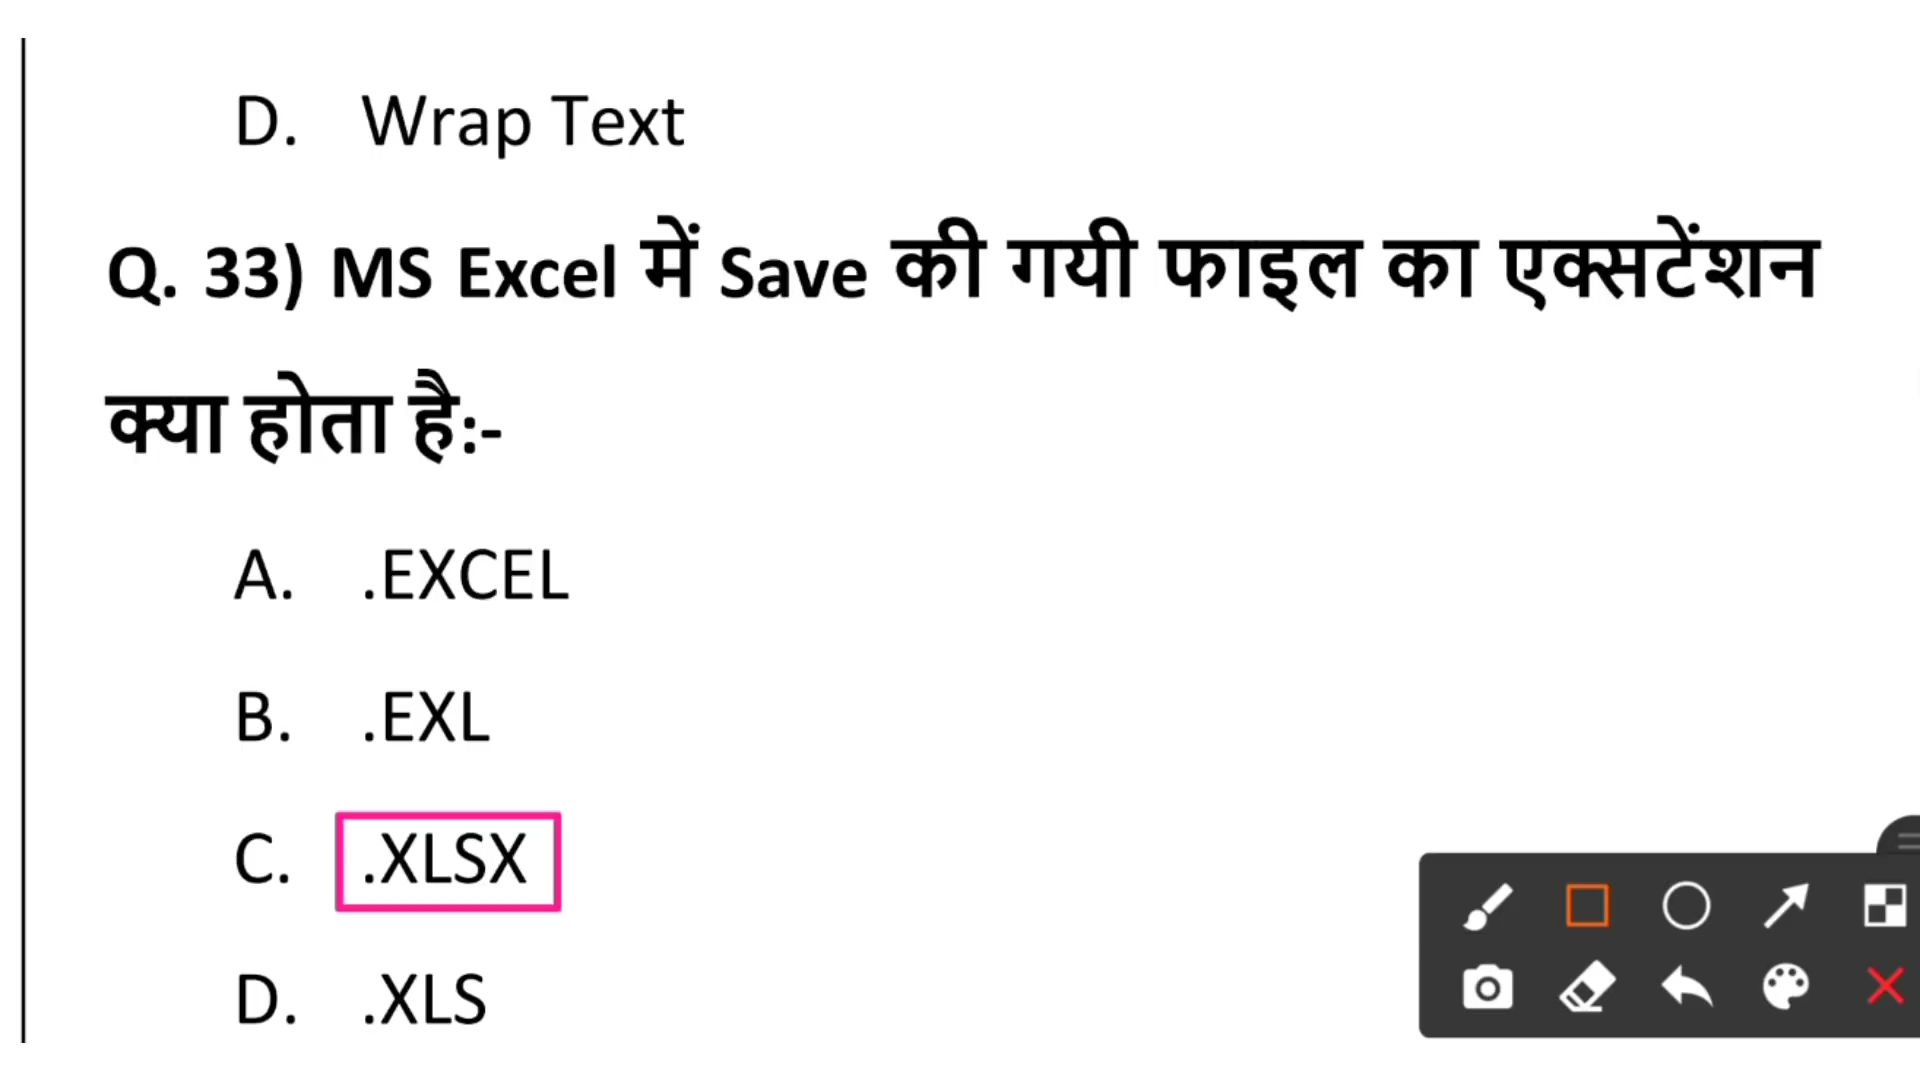 D. Wrap Text
Q. 33) MS Excel में Save की गयी फाइल का एक्सटेंशन
क्या होता है:-
A. .EXCEL
B. .EXL
C. .XLSX
D. .XLS